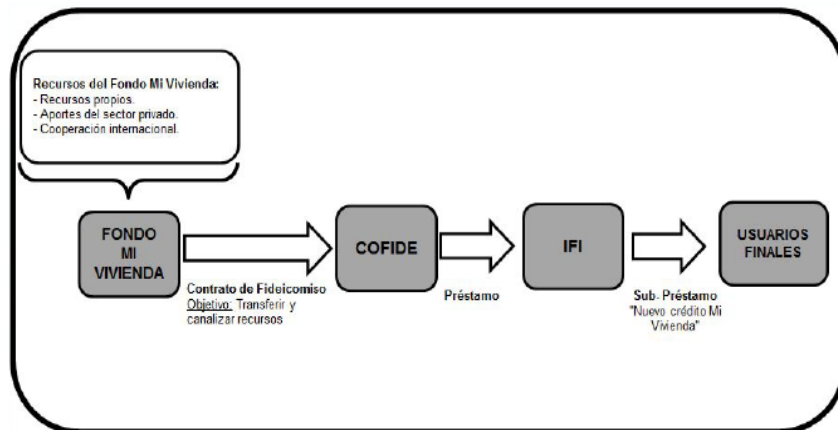 Recursos del Fondo Mi Vivienda:
- Recursos propios.
- Aportes del sector privado.
- Cooperación internacional.
FONDO
MI
VIVIENDA
Contrato de Fideicomiso
Objetivo: Transferir y
canalizar recursos
COFIDE
Préstamo
IFI
Sub- Préstamo
"Nuevo crédito Mi
Vivienda"
USUARIOS
FINALES